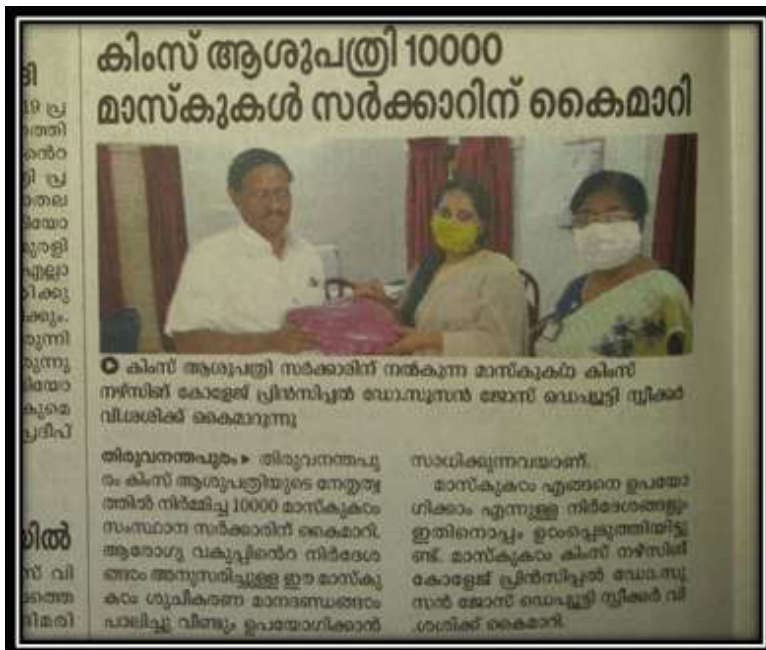 കിംസ് ആശുപത്രി 10000
മാസ്കുകൾ സർക്കാറിന് കൈമാറി
കിംസ് ആശുപത്രി സർക്കാരിന് നൽകുന്ന മാസ്കുകൾ കിംസ്
നഴ്സിങ് കോളേജ് പ്രിൻസിപ്പൽ ഡോ.സൂസൻ ജോസ് ഡെപ്യൂട്ടി സ്പീക്കർ
വി.ശശിക്ക് കൈമാറുന്നു
തിരുവനന്തപുരം ▸ തിരുവനന്തപു
രം കിംസ് ആശുപത്രിയുടെ നേതൃത്വ
ത്തിൽ നിർമ്മിച്ച 10000 മാസ്കുകൾ
സംസ്ഥാന സർക്കാരിന് കൈമാറി.
ആരോഗ്യ വകുപ്പിൻെറ നിർദേശ
ങ്ങൾ അനുസരിച്ചുള്ള ഈ മാസ്കു
കൾ ശുചീകരണ മാനദണ്ഡങ്ങൾ
പാലിച്ചു വീണ്ടും ഉപയോഗിക്കാൻ
സാധിക്കുന്നവയാണ്.
മാസ്കുകൾ എങ്ങനെ ഉപയോ
ഗിക്കാം എന്നുള്ള നിർദേശങ്ങളും
ഇതിനൊപ്പം ഉൾപ്പെടുത്തിയിട്ടു
ണ്ട്. മാസ്കുകൾ കിംസ് നഴ്സിങ്
കോളേജ് പ്രിൻസിപ്പൽ ഡോ.സൂ
സൻ ജോസ് ഡെപ്യൂട്ടി സ്പീക്കർ വി
.ശശിക്ക് കൈമാറി.